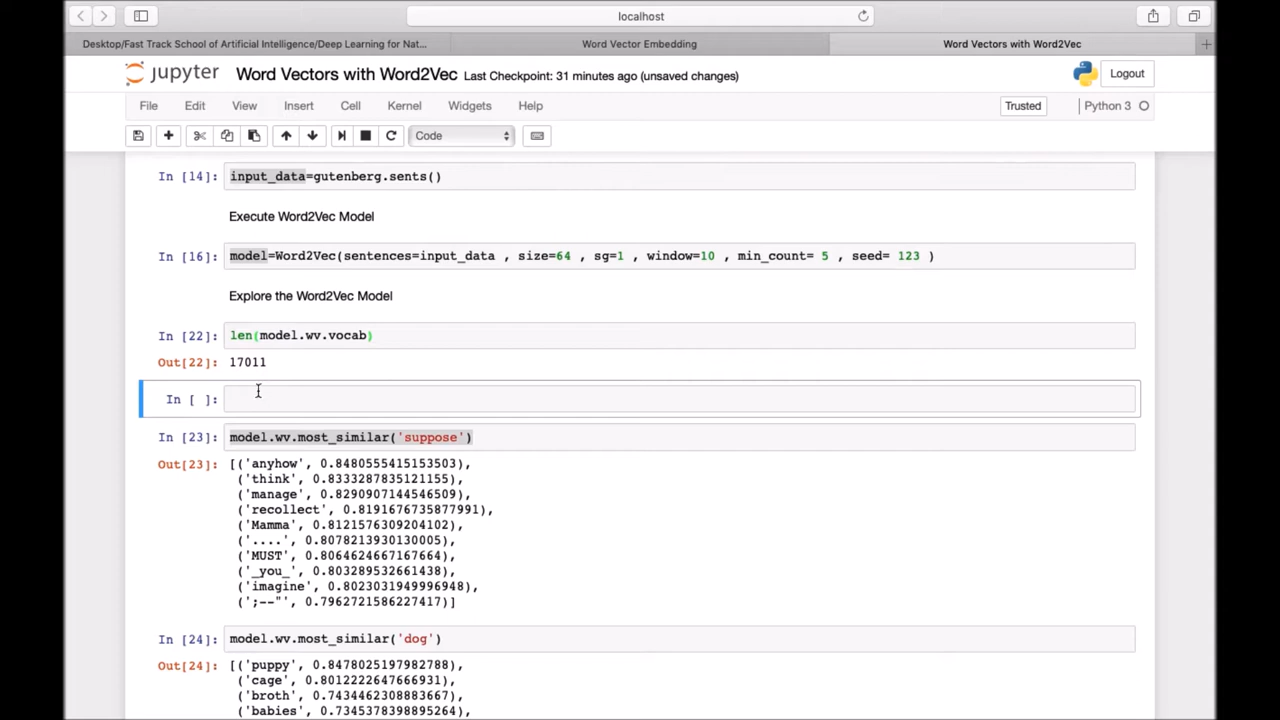 localhost
Desktop/Fast Track School of Artificial Intelligence/Deep Learning for Nat...
Word Vector Embedding
Word Vectors with Word2Vec
+
jupyter Word Vectors with Word2Vec Last Checkpoint: 31 minutes ago (unsaved changes)
Logout
File Edit View Insert Cell Kernel Widgets Help
Trusted
Python 3
Code
In [14]: input_data=gutenberg.sents()
Execute Word2Vec Model
In [16]: model=Word2Vec(sentences=input_data , size=64 , sg=1 , window=10 , min_count= 5 , seed= 123 )
Explore the Word2Vec Model
In [22]: len(model.wv.vocab)
Out[22]: 17011
In [ ]:
In [23]: model.wv.most_similar('suppose')
Out[23]: [('anyhow', 0.8480555415153503),
('think', 0.8333287835121155),
('manage', 0.8290907144546509),
('recollect', 0.8191676735877991),
('Mamma', 0.8121576309204102),
('....', 0.8078213930130005),
('MUST', 0.8064624667167664),
('_you_', 0.803289532661438),
('imagine', 0.8023031949996948),
(';--"', 0.7962721586227417)]
In [24]: model.wv.most_similar('dog')
Out[24]: [('puppy', 0.8478025197982788),
('cage', 0.8012222647666931),
('broth', 0.7434462308883667),
('babies', 0.7345378398895264),